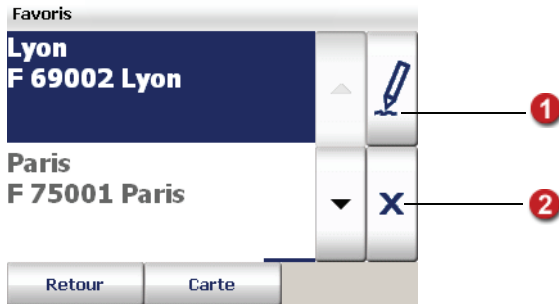 Favoris
Lyon
F 69002 Lyon
1
Paris
F 75001 Paris
X
2
Retour
Carte